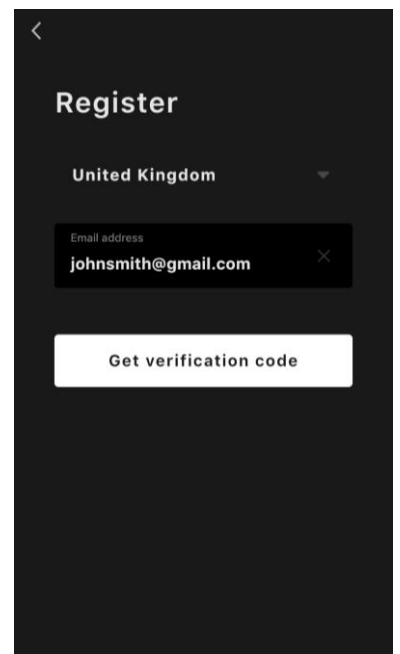 Register
United Kingdom
Email address
johnsmith@gmail.com
Get verification code